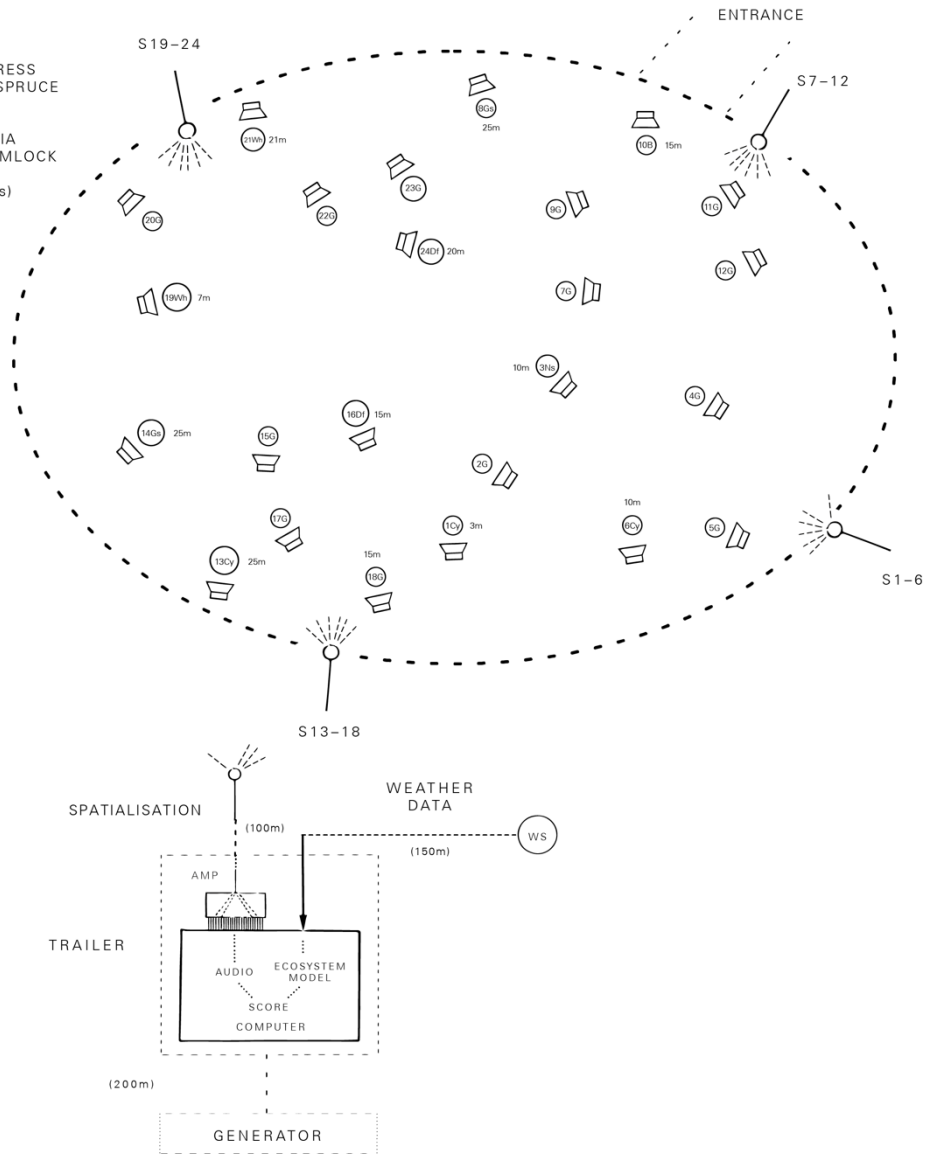 ENTRANCE
S19–24
RESS
SPRUCE
S7–12
8Gs
25m
21Wh 21m
10B 15m
IA
MLOCK
s)
23G
20G
22G
9G
11G
24Df 20m
12G
7G
19Wh 7m
10m 3Ns
4G
16Df 15m
14Gs 25m
15G
2G
10m
17G
1Cy 3m
6Cy
5G
13Cy 25m
15m
18G
S1–6
S13–18
WEATHER
DATA
SPATIALISATION
(100m)
WS
(150m)
AMP
TRAILER
AUDIO
ECOSYSTEM
MODEL
SCORE
COMPUTER
(200m)
GENERATOR